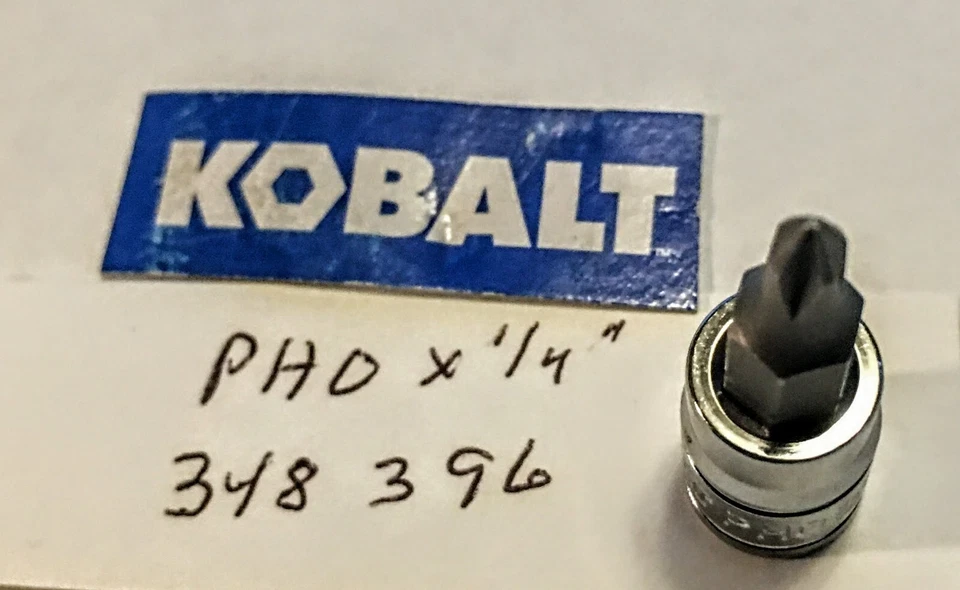 KOBALT
PH0 x 1/4"
348 396